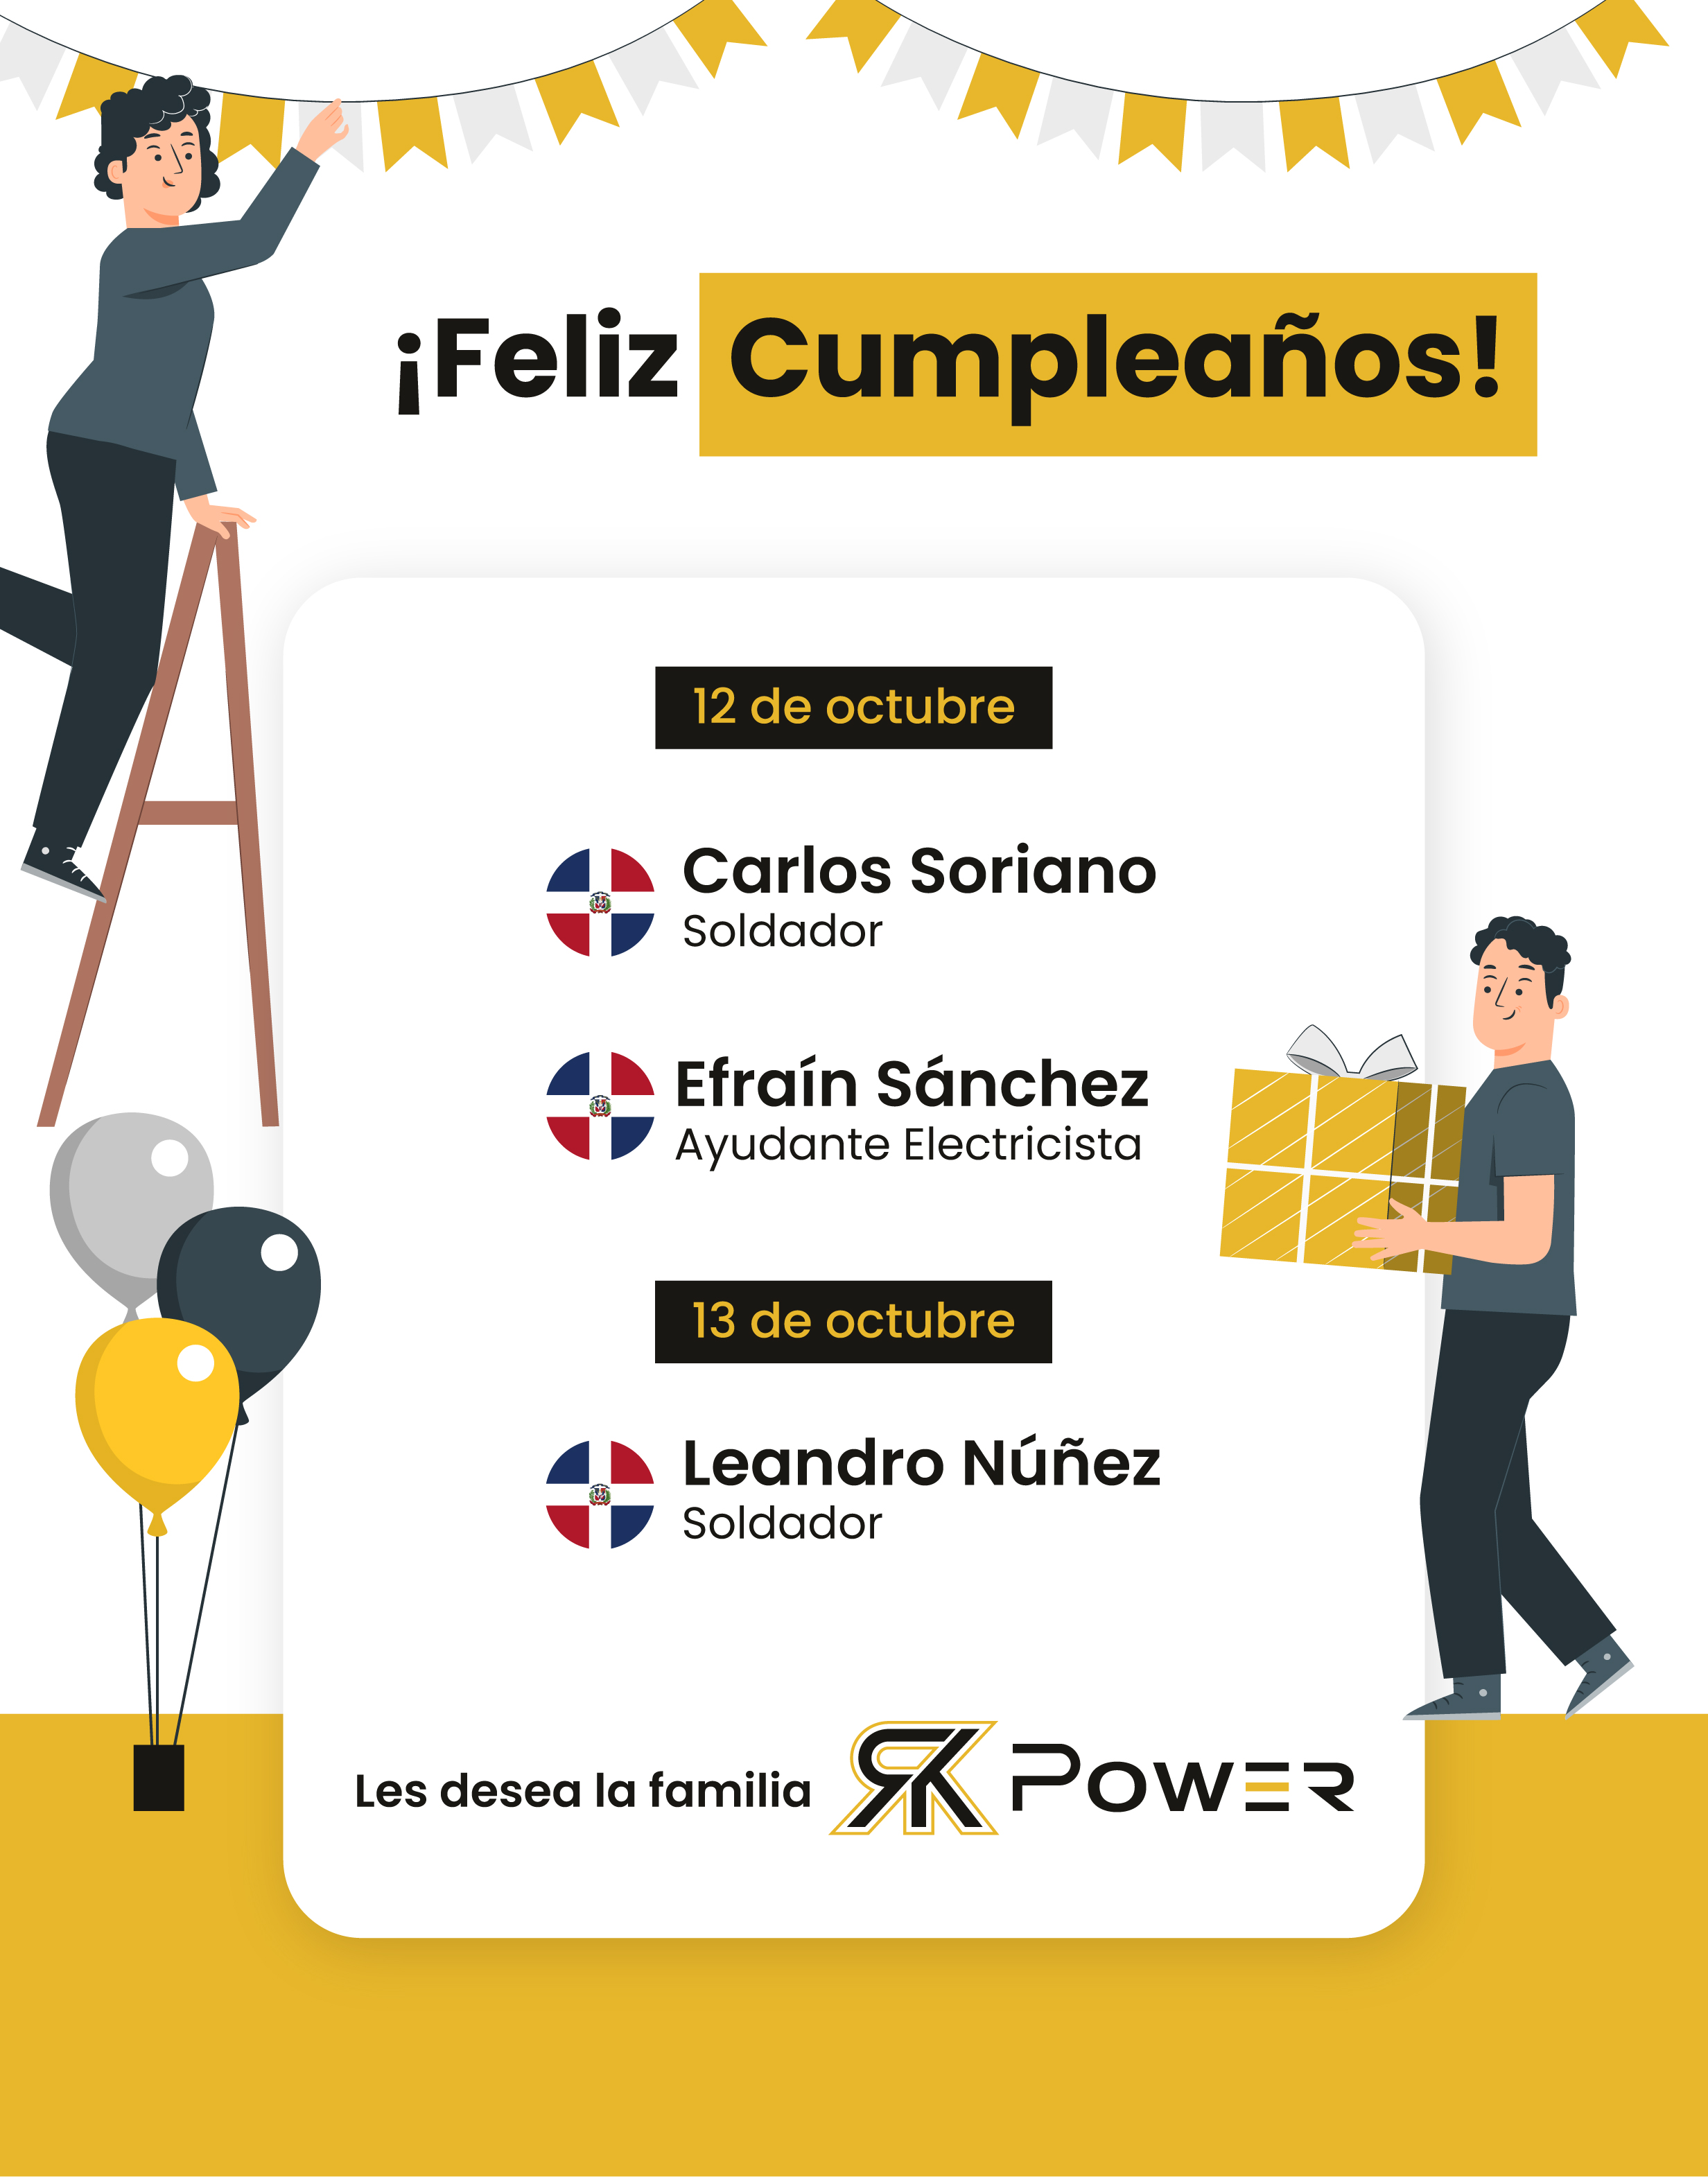 ¡Feliz Cumpleaños!
12 de octubre
Carlos Soriano
Soldador
Efraín Sánchez
Ayudante Electricista
13 de octubre
Leandro Núñez
Soldador
Les desea la familia RK POWER